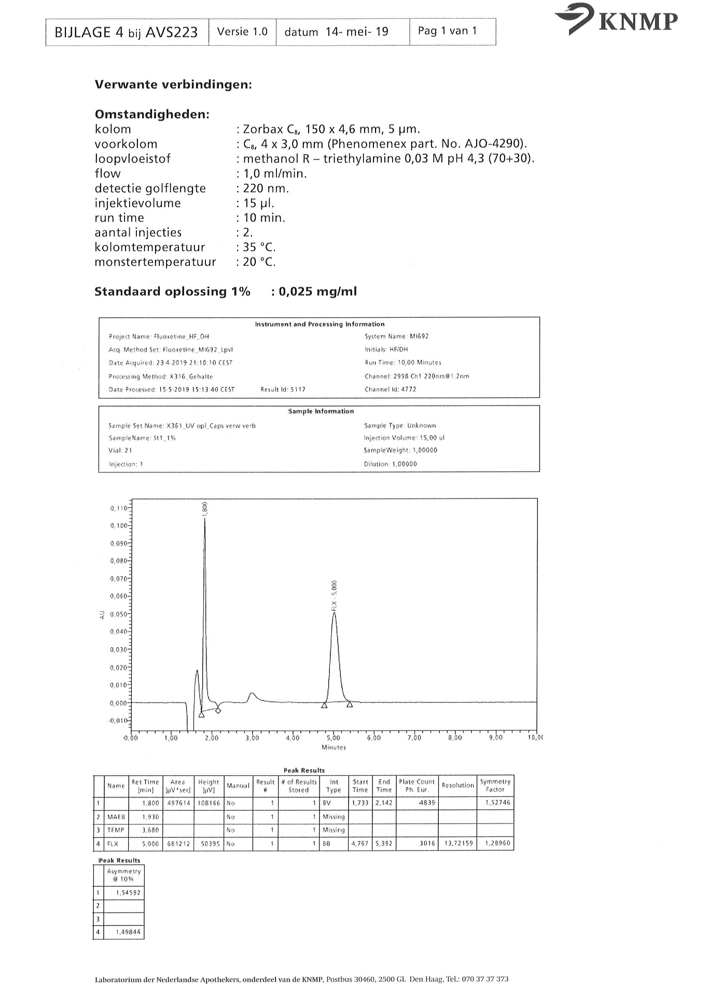 KNMP
BIJLAGE 4 bij AVS223 Versie 1.0 datum 14- mei- 19 Pag 1 van 1
Verwante verbindingen:
Omstandigheden:
kolom : Zorbax C₈, 150 x 4,6 mm, 5 µm.
voorkolom : C₈, 4 x 3,0 mm (Phenomenex part. No. AJO-4290).
loopvloeistof : methanol R – triethylamine 0,03 M pH 4,3 (70+30).
flow : 1,0 ml/min.
detectie golflengte : 220 nm.
injektievolume : 15 µl.
run time : 10 min.
aantal injecties : 2.
kolomtemperatuur : 35 °C.
monstertemperatuur : 20 °C.
Standaard oplossing 1% : 0,025 mg/ml
Instrument and Processing Information
Project Name: Fluoxetine_HF_DH System Name: MI692
Acq. Method Set: Fluoxetine_MI692_Lpvl Initials: HF/DH
Date Acquired: 23-4-2019 21:10:10 CEST Run Time: 10,00 Minutes
Processing Method: X316_Gehalte Channel: 2998 Ch1 220nm@1.2nm
Date Processed: 15-5-2019 15:13:40 CEST Result Id: 5117 Channel Id: 4772
Sample Information
Sample Set Name: X361_UV opl_Caps verw verb Sample Type: Unknown
SampleName: St1_1% Injection Volume: 15,00 ul
Vial: 21 SampleWeight: 1,00000
Injection: 1 Dilution: 1,00000
1,800
FLX - 5,000
AU
0,110
0,100
0,090
0,080
0,070
0,060
0,050
0,040
0,030
0,020
0,010
0,000
-0,010
0,00 1,00 2,00 3,00 4,00 5,00 6,00 7,00 8,00 9,00 10,00
Minutes
Peak Results
Name Ret Time [min] Area [µV*sec] Height [µV] Manual Result # # of Results Stored Int Type Start Time End Time Plate Count Ph. Eur. Resolution Symmetry Factor
1 1,800 497614 108166 No 1 1 BV 1,733 2,142 4839 1,52746
2 MAEB 1,930 No 1 1 Missing
3 TFMP 3,680 No 1 1 Missing
4 FLX 5,000 681212 50395 No 1 1 BB 4,767 5,392 3016 13,72159 1,28960
Peak Results
Asymmetry @ 10%
1 1,54592
2
3
4 1,49844
Laboratorium der Nederlandse Apothekers, onderdeel van de KNMP, Postbus 30460, 2500 GL Den Haag, Tel.: 070 37 37 373